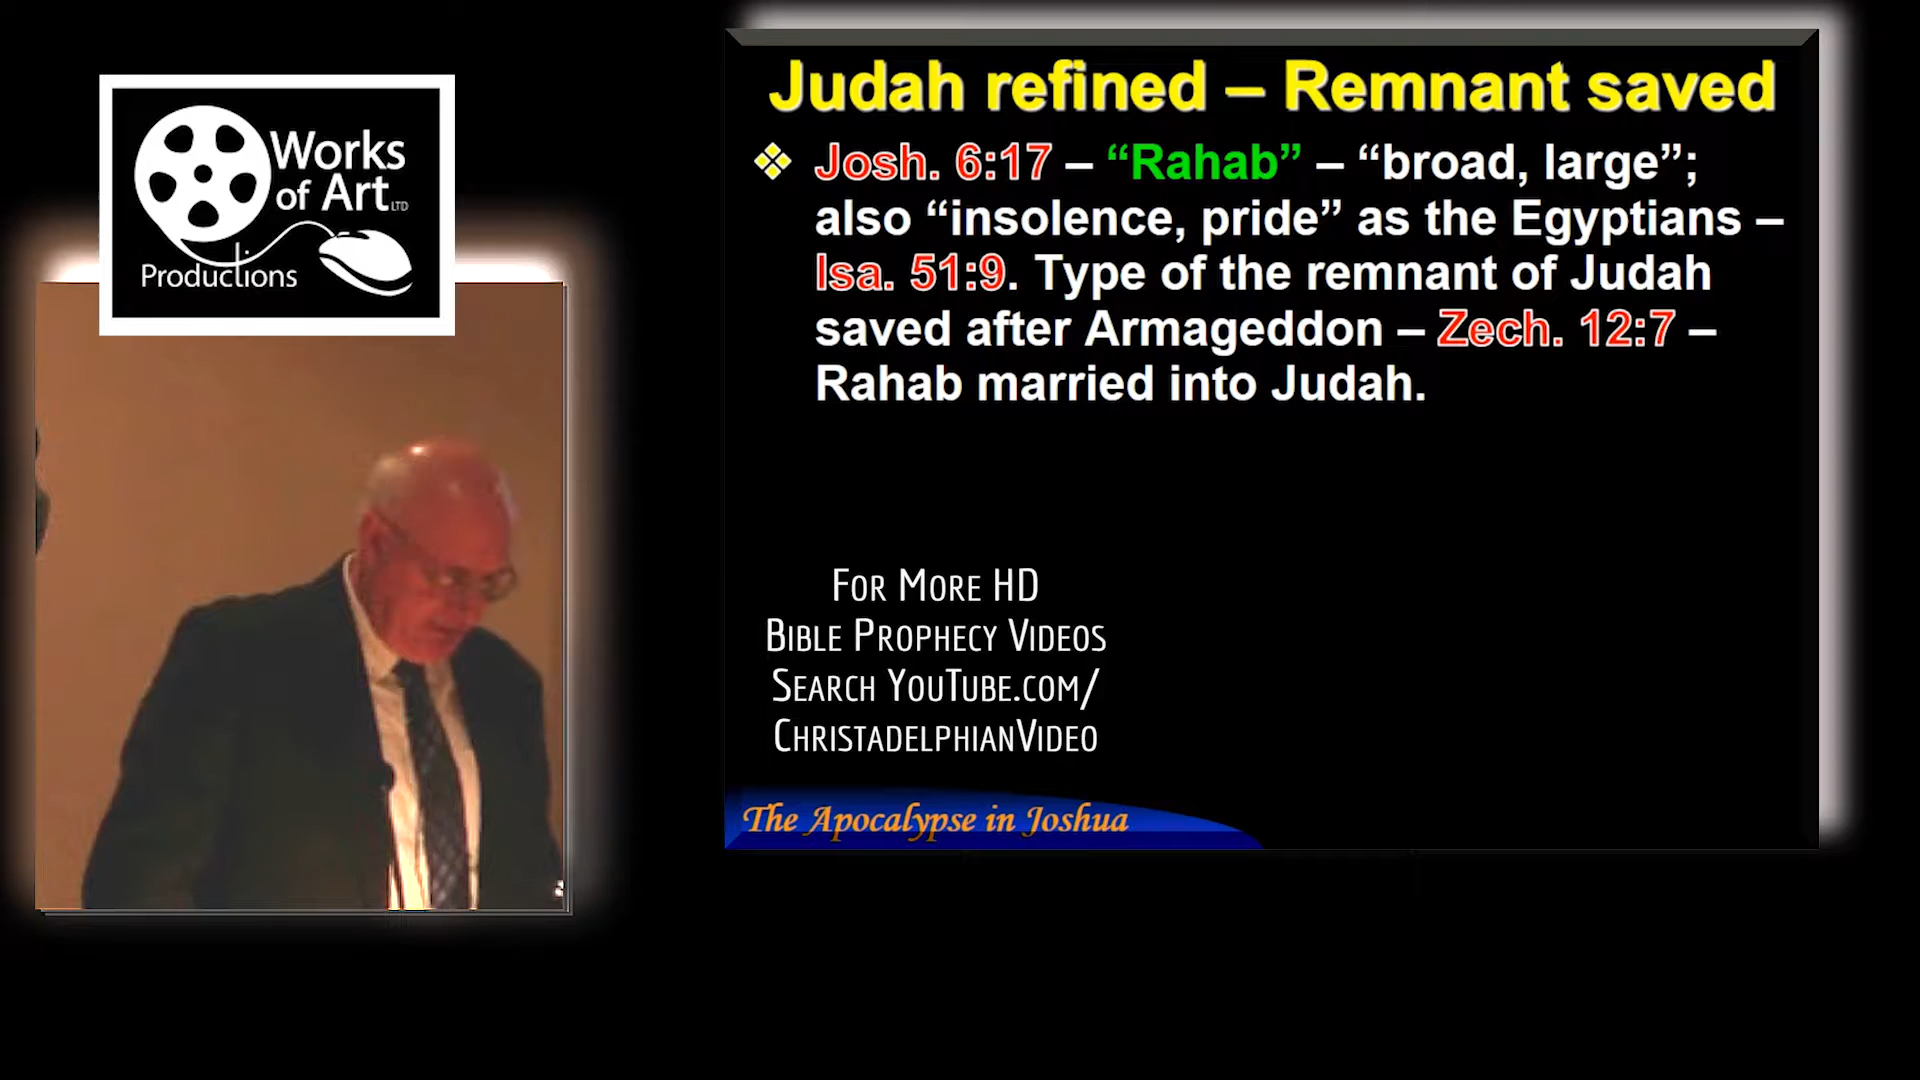 Works
of Art LTD
Productions
Judah refined – Remnant saved
Josh. 6:17 – “Rahab” – “broad, large”;
also “insolence, pride” as the Egyptians –
Isa. 51:9. Type of the remnant of Judah
saved after Armageddon – Zech. 12:7 –
Rahab married into Judah.
For More HD
Bible Prophecy Videos
Search YouTube.com/
ChristadelphianVideo
The Apocalypse in Joshua